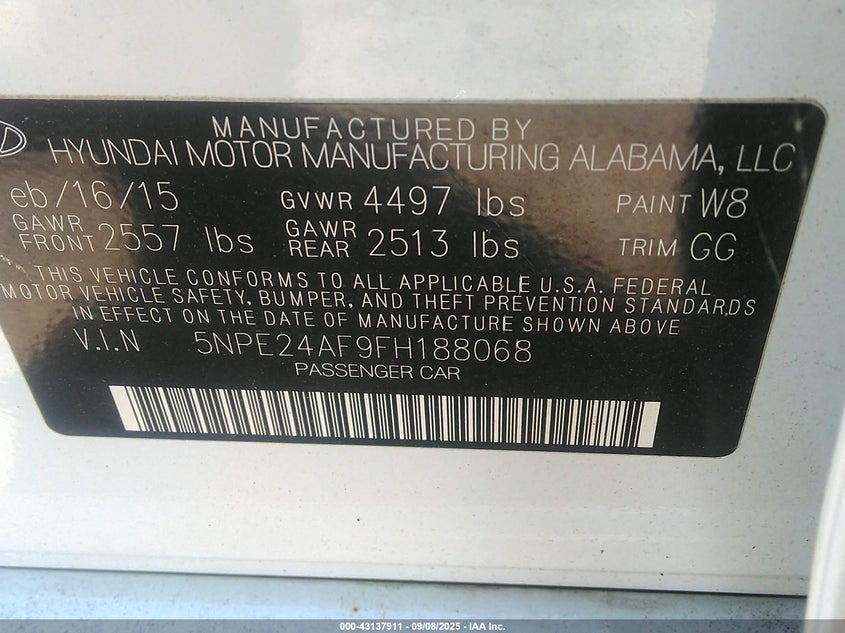 MANUFACTURED BY
HYUNDAI MOTOR MANUFACTURING ALABAMA, LLC
eb/16/15 GVWR 4497 lbs PAINT W8
GAWR FRONT 2557 lbs GAWR REAR 2513 lbs TRIM GG
THIS VEHICLE CONFORMS TO ALL APPLICABLE U.S.A. FEDERAL
MOTOR VEHICLE SAFETY, BUMPER, AND THEFT PREVENTION STANDARDS
IN EFFECT ON THE DATE OF MANUFACTURE SHOWN ABOVE
V.I.N 5NPE24AF9FH188068
PASSENGER CAR
000-43137911 - 09/08/2025 - IAA Inc.